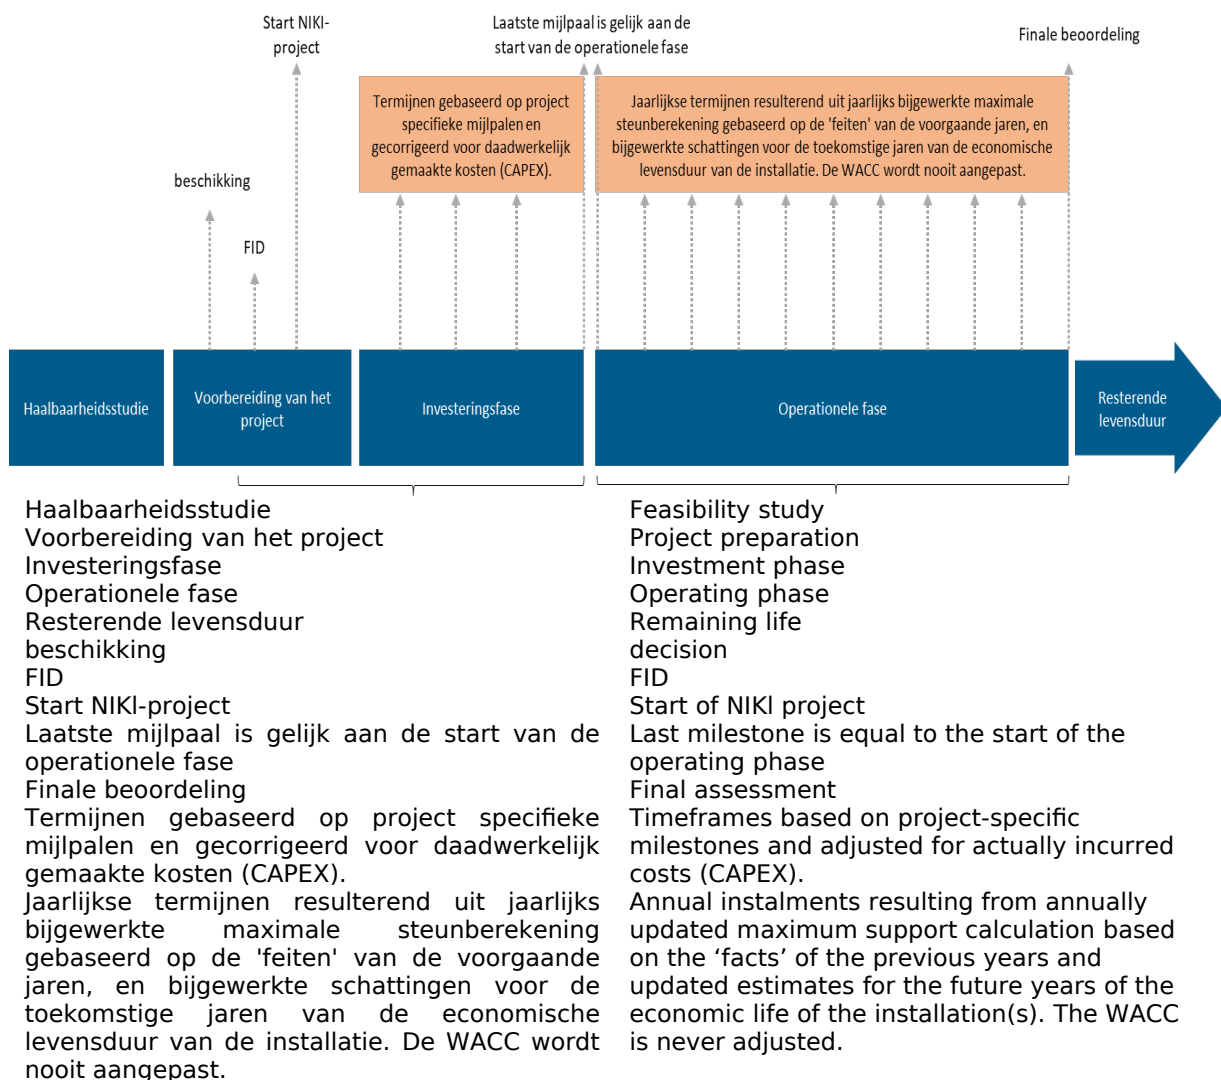 Start NIKI-
project
Laatste mijlpaal is gelijk aan de
start van de operationele fase
Finale beoordeling
Termijnen gebaseerd op project
specifieke mijlpalen en
gecorrigeerd voor daadwerkelijk
gemaakte kosten (CAPEX).
Jaarlijkse termijnen resulterend uit jaarlijks bijgewerkte maximale
steunberekening gebaseerd op de 'feiten' van de voorgaande jaren, en
bijgewerkte schattingen voor de toekomstige jaren van de economische
levensduur van de installatie. De WACC wordt nooit aangepast.
beschikking
FID
Haalbaarheidsstudie
Voorbereiding van het
project
Investeringsfase
Operationele fase
Resterende
levensduur
Haalbaarheidsstudie
Voorbereiding van het project
Investeringsfase
Operationele fase
Resterende levensduur
beschikking
FID
Start NIKl-project
Laatste mijlpaal is gelijk aan de start van de
operationele fase
Finale beoordeling
Termijnen gebaseerd op project specifieke
mijlpalen en gecorrigeerd voor daadwerkelijk
gemaakte kosten (CAPEX).
Jaarlijkse termijnen resulterend uit jaarlijks
bijgewerkte maximale steunberekening
gebaseerd op de 'feiten' van de voorgaande
jaren, en bijgewerkte schattingen voor de
toekomstige jaren van de economische
levensduur van de installatie. De WACC wordt
nooit aangepast.
Feasibility study
Project preparation
Investment phase
Operating phase
Remaining life
decision
FID
Start of NIKl project
Last milestone is equal to the start of the
operating phase
Final assessment
Timeframes based on project-specific
milestones and adjusted for actually incurred
costs (CAPEX).
Annual instalments resulting from annually
updated maximum support calculation based
on the ‘facts’ of the previous years and
updated estimates for the future years of the
economic life of the installation(s). The WACC
is never adjusted.